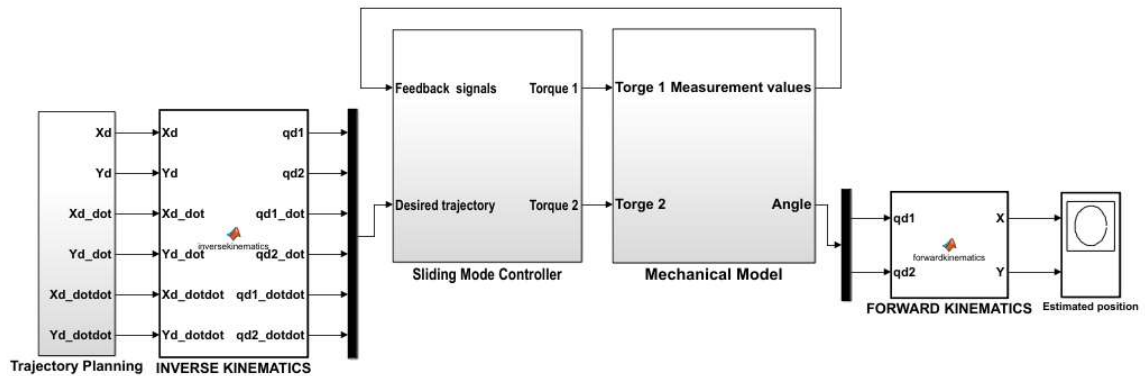 Feedback signals
Torque 1
Torge 1
Measurement values
Desired trajectory
Torque 2
Torge 2
Angle
Sliding Mode Controller
Mechanical Model
Xd
Yd
Xd_dot
Yd_dot
Xd_dotdot
Yd_dotdot
Trajectory Planning
Xd
Yd
Xd_dot
Yd_dot
Xd_dotdot
Yd_dotdot
inversekinematics
qd1
qd2
qd1_dot
qd2_dot
qd1_dotdot
qd2_dotdot
INVERSE KINEMATICS
qd1
qd2
forwardkinematics
X
Y
FORWARD KINEMATICS
Estimated position